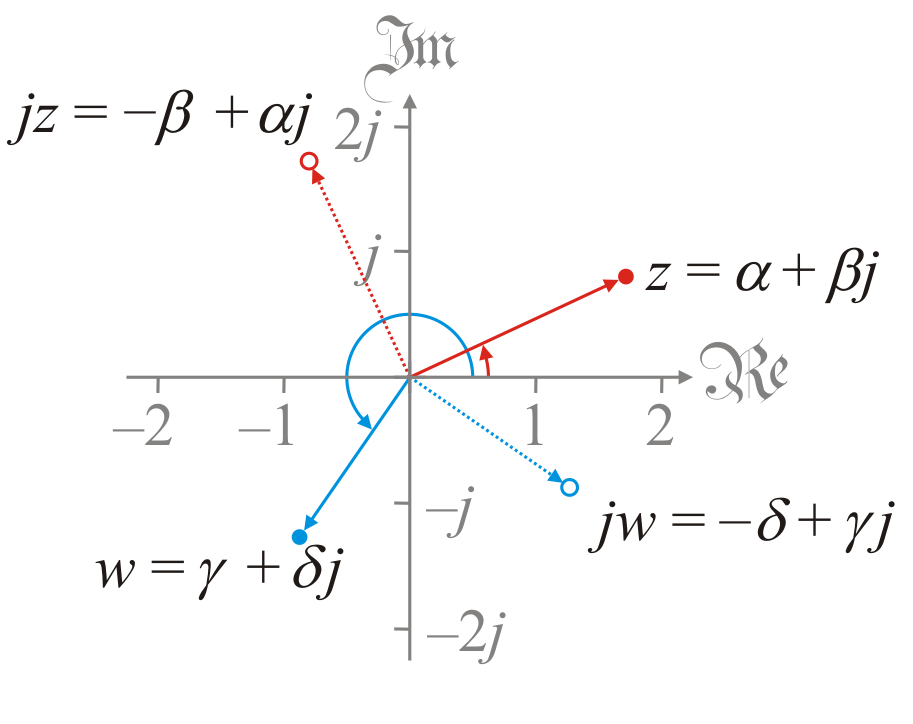 ℑm
jz = −β + αj
2j
j
z = α + βj
ℜe
−2 −1 1 2
−j
jw = −δ + γj
w = γ + δj
−2j